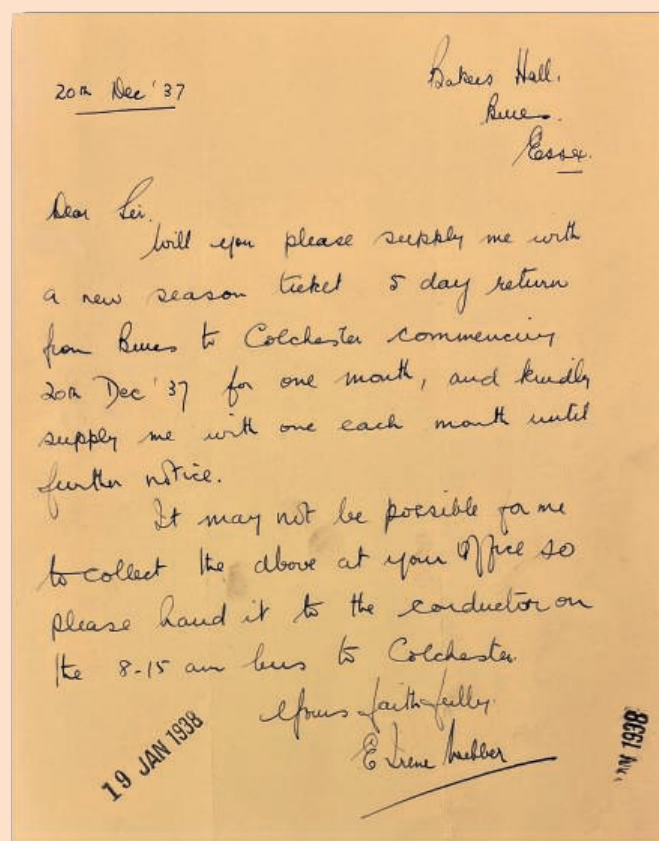 20th Dec '37
Bakers Hall.
Bures.
Essex.
Dear Sir.
Will you please supply me with
a new season ticket 5 day return
from Bures to Colchester commencing
20th Dec '37 for one month, and kindly
supply me with one each month until
further notice.
It may not be possible for me
to collect the above at your office so
please hand it to the conductor on
the 8-15 am bus to Colchester.
Yours faithfully.
E Irene Webber
19 JAN 1938
1938